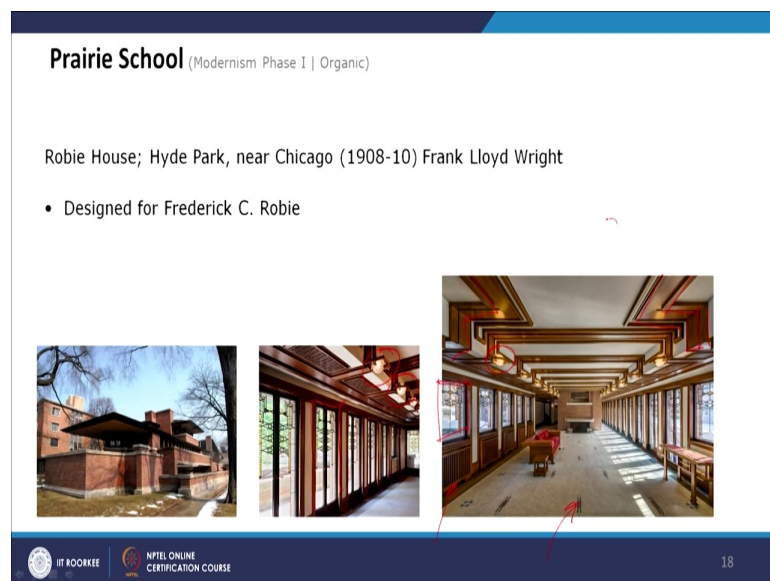 Prairie School (Modernism Phase I | Organic)
Robie House; Hyde Park, near Chicago (1908-10) Frank Lloyd Wright
• Designed for Frederick C. Robie
IIT ROORKEE
NPTEL ONLINE
CERTIFICATION COURSE
18